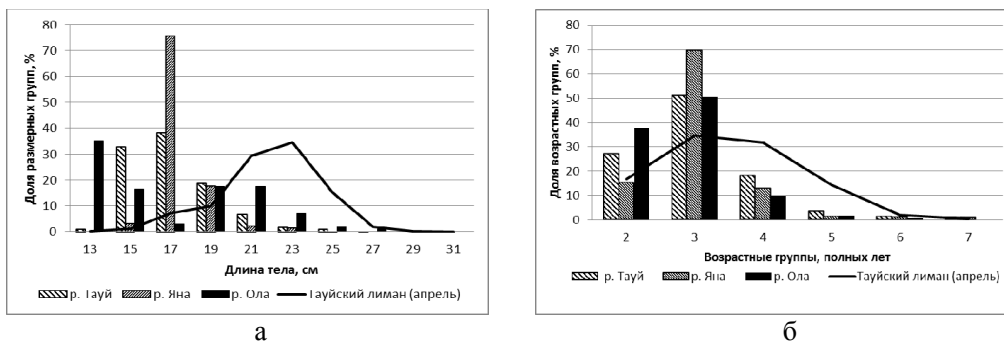 Доля размерных групп, %
80
70
60
50
40
30
20
10
0
13 15 17 19 21 23 25 27 29 31
Длина тела, см
р. Тауй р. Яна р. Ола Тауйский лиман (апрель)
а
Доля возрастных групп, %
80
70
60
50
40
30
20
10
0
2 3 4 5 6 7
Возрастные группы, полных лет
р. Тауй р. Яна р. Ола Тауйский лиман (апрель)
б